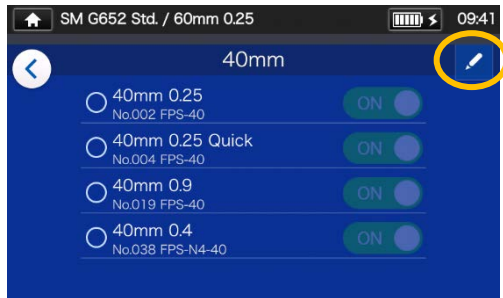 SM G652 Std. / 60mm 0.25 09:41
40mm
40mm 0.25 ON
No.002 FPS-40
40mm 0.25 Quick ON
No.004 FPS-40
40mm 0.9 ON
No.019 FPS-40
40mm 0.4 ON
No.038 FPS-N4-40